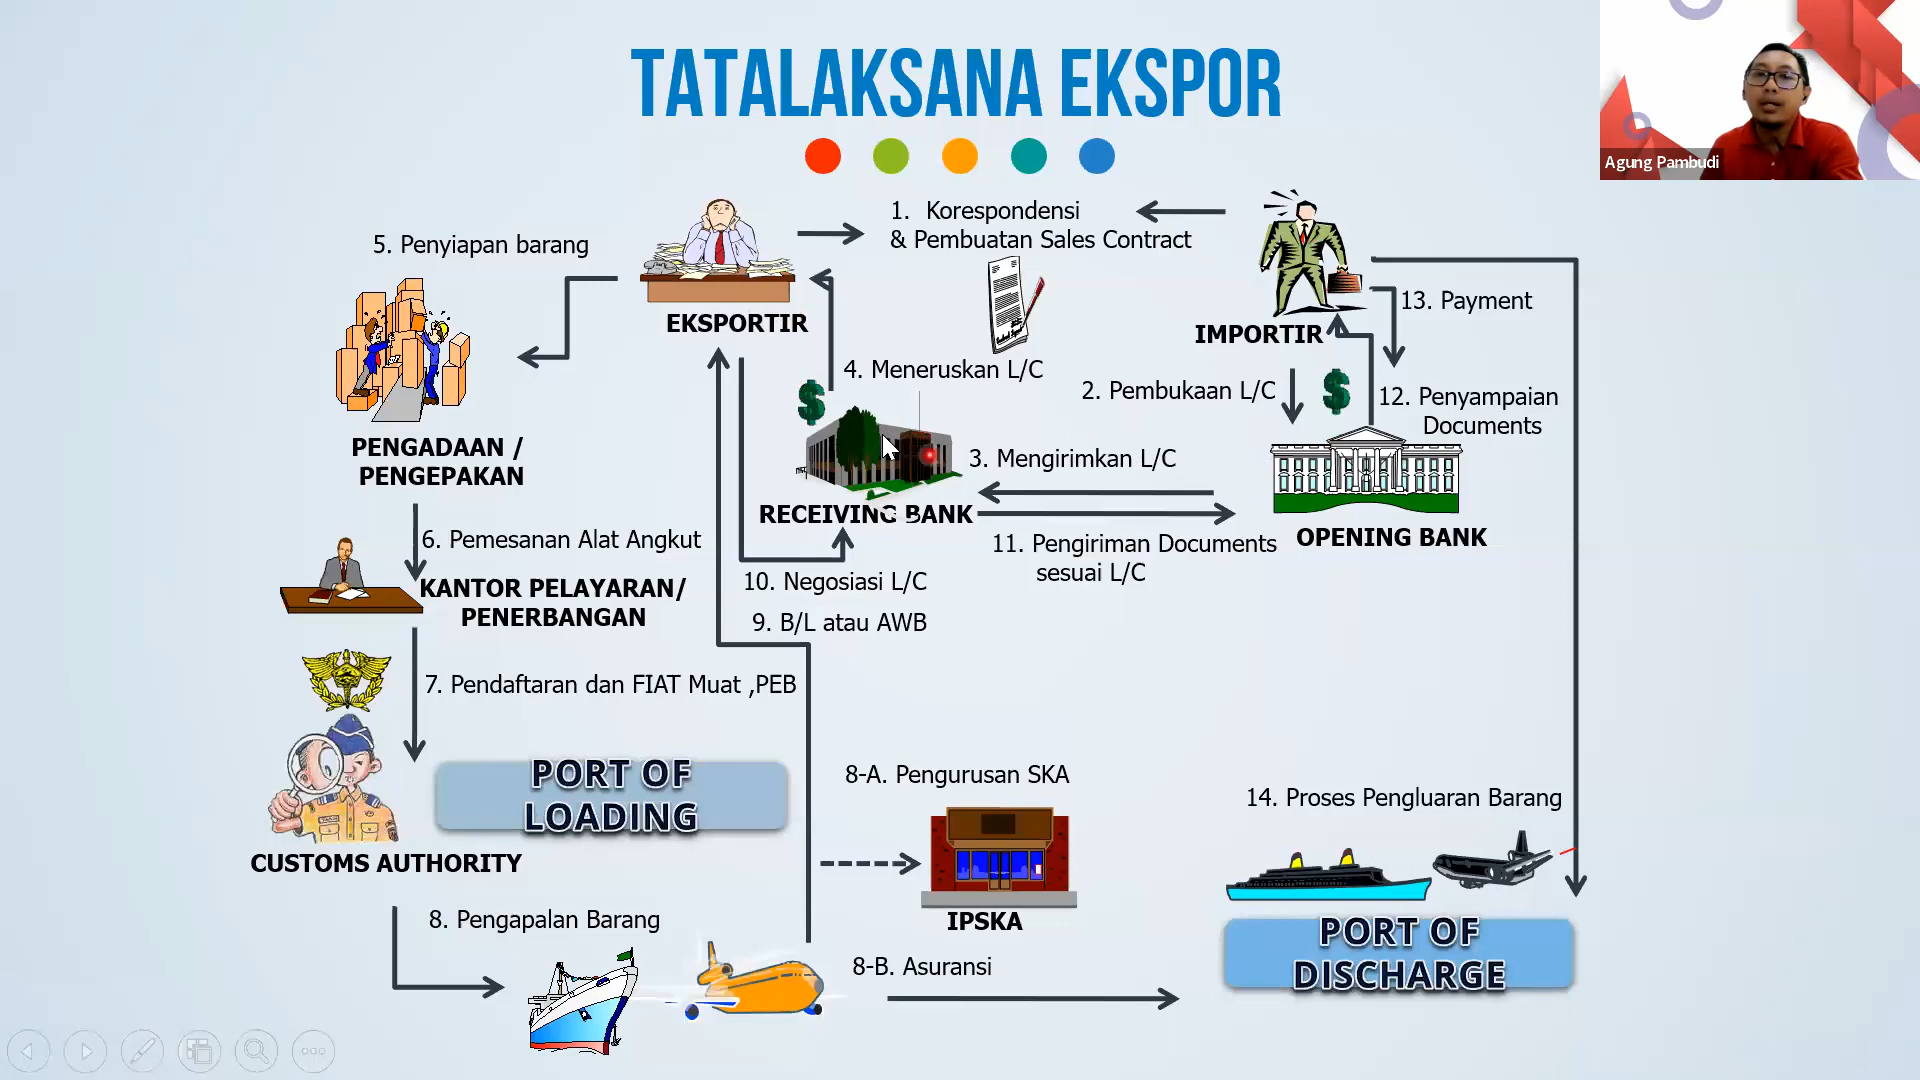 TATALAKSANA EKSPOR
Agung Pambudi
1. Korespondensi
& Pembuatan Sales Contract
5. Penyiapan barang
EKSPORTIR
IMPORTIR
13. Payment
4. Meneruskan L/C
2. Pembukaan L/C
12. Penyampaian
Documents
PENGADAAN /
PENGEPAKAN
3. Mengirimkan L/C
RECEIVING BANK
OPENING BANK
11. Pengiriman Documents
sesuai L/C
6. Pemesanan Alat Angkut
KANTOR PELAYARAN/
PENERBANGAN
10. Negosiasi L/C
9. B/L atau AWB
7. Pendaftaran dan FIAT Muat ,PEB
PORT OF
LOADING
CUSTOMS AUTHORITY
8-A. Pengurusan SKA
IPSKA
14. Proses Pengluaran Barang
8. Pengapalan Barang
8-B. Asuransi
PORT OF
DISCHARGE